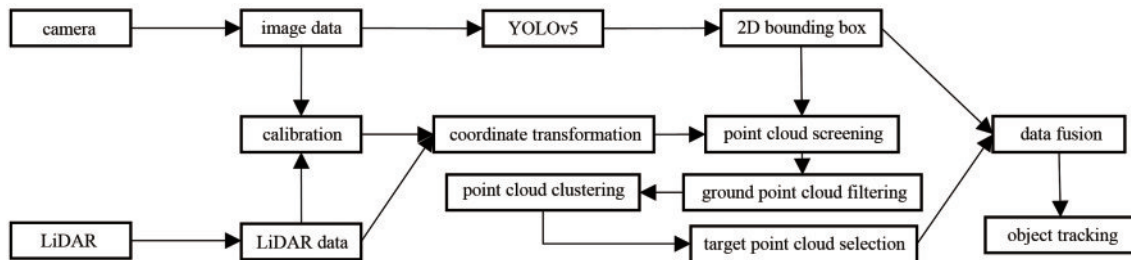 camera
image data
YOLOv5
2D bounding box
calibration
coordinate transformation
point cloud screening
data fusion
point cloud clustering
ground point cloud filtering
LiDAR
LiDAR data
target point cloud selection
object tracking